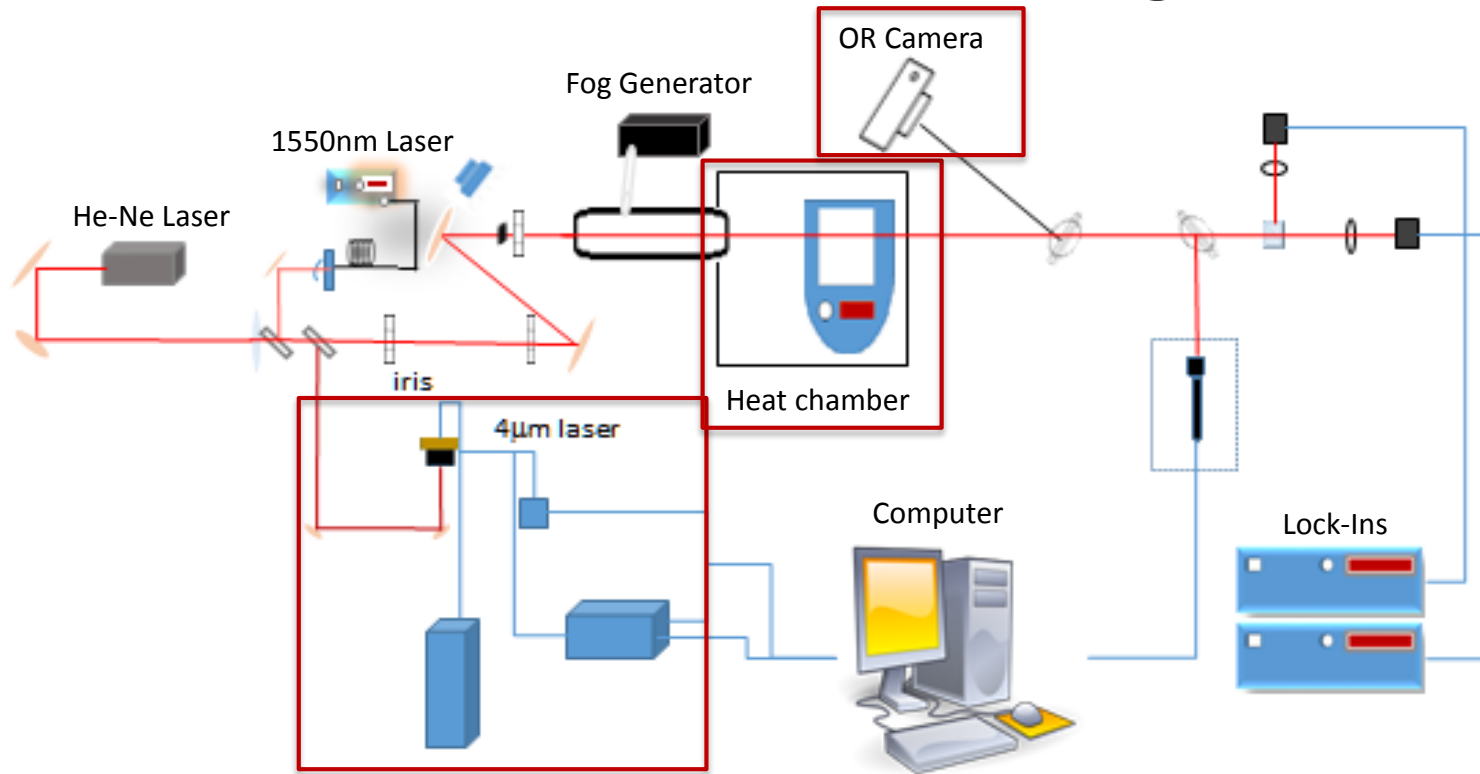 OR Camera
Fog Generator
1550nm Laser
He-Ne Laser
iris
Heat chamber
4μm laser
Computer
Lock-Ins